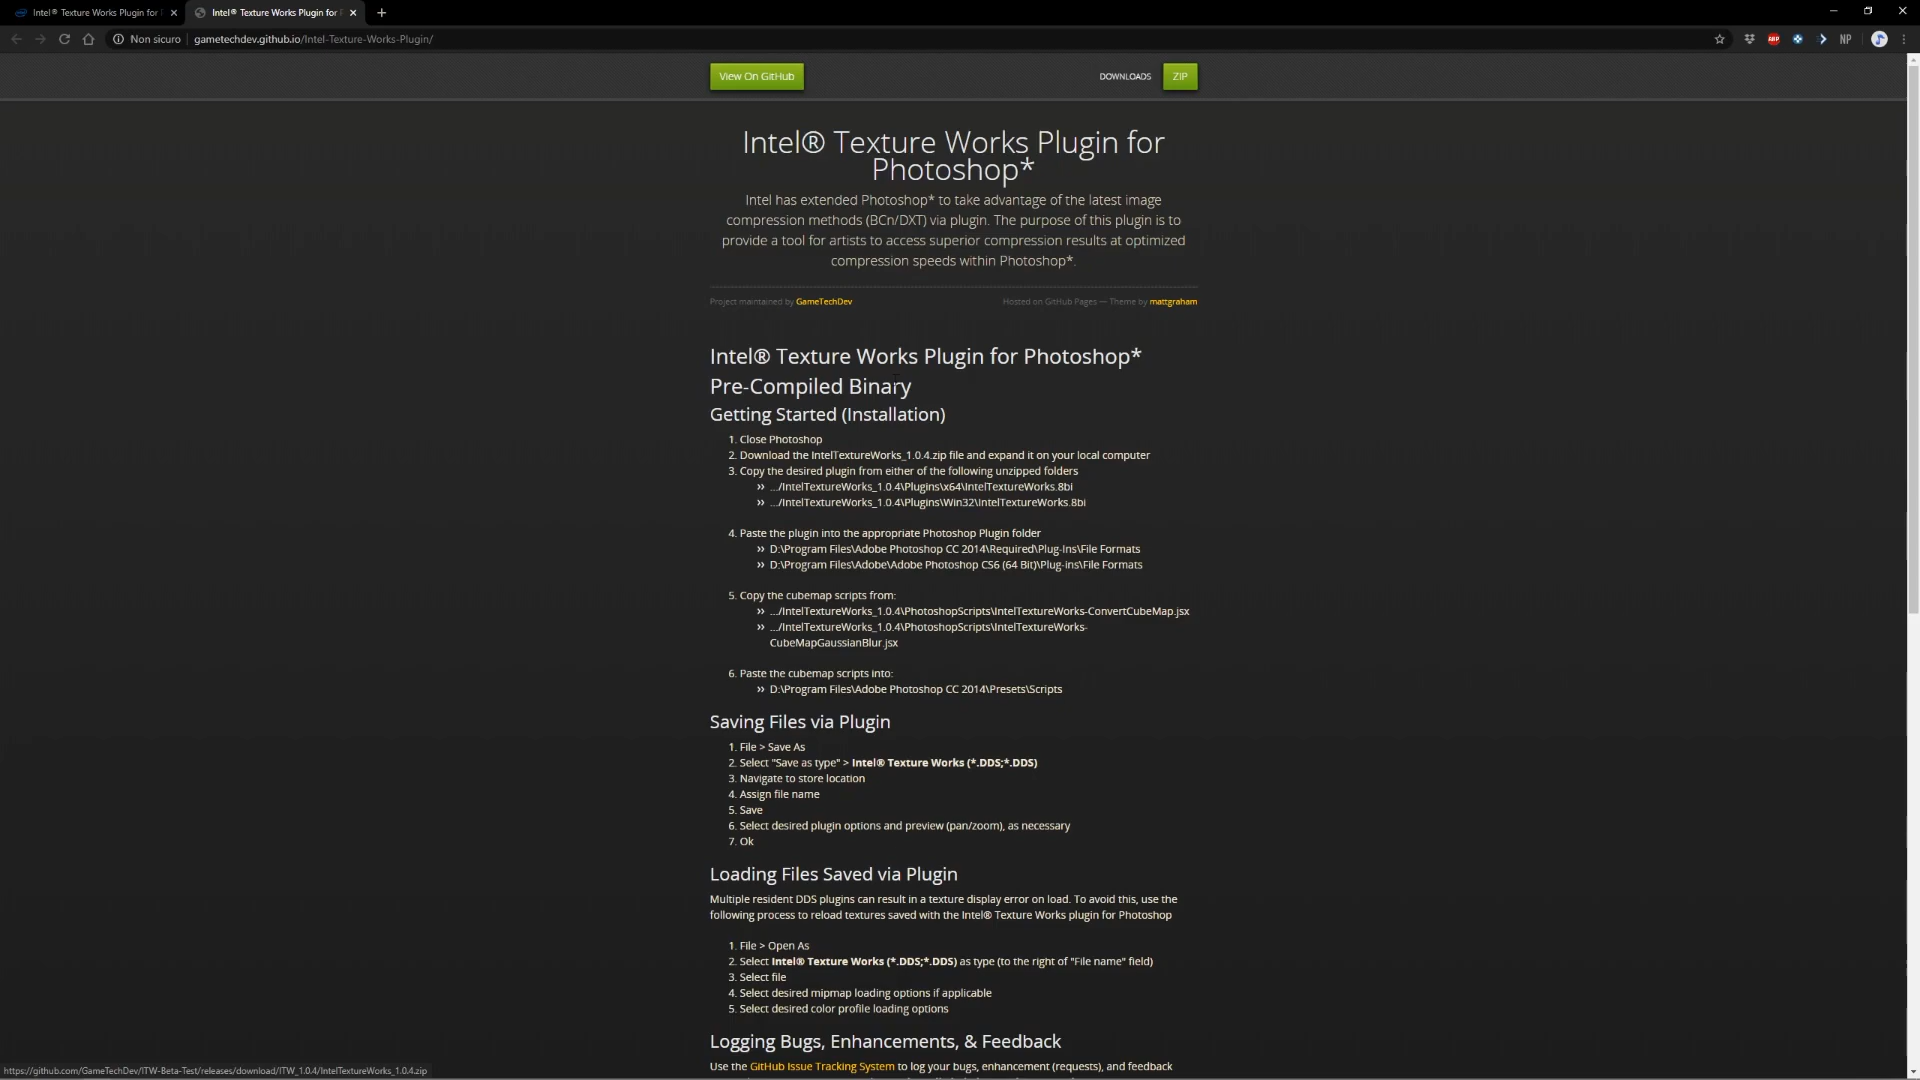 Intel® Texture Works Plugin for
Intel® Texture Works Plugin for
Non sicuro
gametechdev.github.io/Intel-Texture-Works-Plugin/
ABP
NP
View On GitHub
DOWNLOADS
ZIP
Intel® Texture Works Plugin for
Photoshop*
Intel has extended Photoshop* to take advantage of the latest image
compression methods (BCn/DXT) via plugin. The purpose of this plugin is to
provide a tool for artists to access superior compression results at optimized
compression speeds within Photoshop*.
Project maintained by GameTechDev
Hosted on GitHub Pages — Theme by mattgraham
Intel® Texture Works Plugin for Photoshop*
Pre-Compiled Binary
Getting Started (Installation)
1. Close Photoshop
2. Download the IntelTextureWorks_1.0.4.zip file and expand it on your local computer
3. Copy the desired plugin from either of the following unzipped folders
›› .../IntelTextureWorks_1.0.4\Plugins\x64\IntelTextureWorks.8bi
›› .../IntelTextureWorks_1.0.4\Plugins\Win32\IntelTextureWorks.8bi
4. Paste the plugin into the appropriate Photoshop Plugin folder
›› D:\Program Files\Adobe Photoshop CC 2014\Required\Plug-Ins\File Formats
›› D:\Program Files\Adobe\Adobe Photoshop CS6 (64 Bit)\Plug-ins\File Formats
5. Copy the cubemap scripts from:
›› .../IntelTextureWorks_1.0.4\PhotoshopScripts\IntelTextureWorks-ConvertCubeMap.jsx
›› .../IntelTextureWorks_1.0.4\PhotoshopScripts\IntelTextureWorks-
CubeMapGaussianBlur.jsx
6. Paste the cubemap scripts into:
›› D:\Program Files\Adobe Photoshop CC 2014\Presets\Scripts
Saving Files via Plugin
1. File > Save As
2. Select "Save as type" > Intel® Texture Works (*.DDS;*.DDS)
3. Navigate to store location
4. Assign file name
5. Save
6. Select desired plugin options and preview (pan/zoom), as necessary
7. Ok
Loading Files Saved via Plugin
Multiple resident DDS plugins can result in a texture display error on load. To avoid this, use the
following process to reload textures saved with the Intel® Texture Works plugin for Photoshop
1. File > Open As
2. Select Intel® Texture Works (*.DDS;*.DDS) as type (to the right of "File name" field)
3. Select file
4. Select desired mipmap loading options if applicable
5. Select desired color profile loading options
Logging Bugs, Enhancements, & Feedback
Use the GitHub Issue Tracking System to log your bugs, enhancement (requests), and feedback
https://github.com/GameTechDev/ITW-Beta-Test/releases/download/ITW_1.0.4/IntelTextureWorks_1.0.4.zip